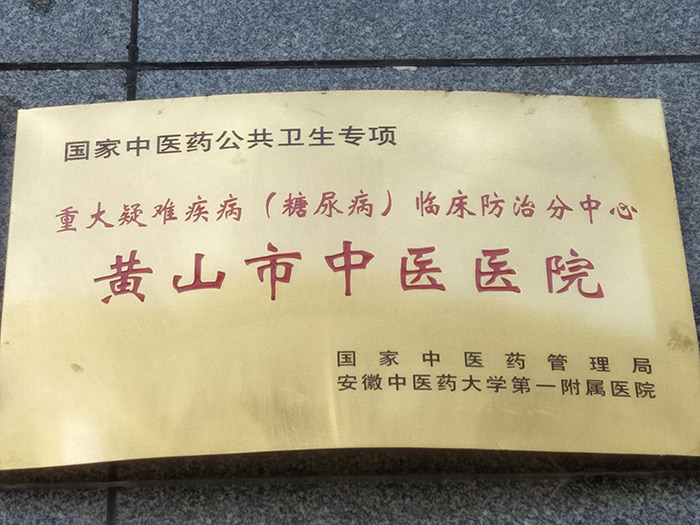 国家中医药公共卫生专项
重大疑难疾病（糖尿病）临床防治分中心
黄山市中医医院
国家中医药管理局
安徽中医药大学第一附属医院